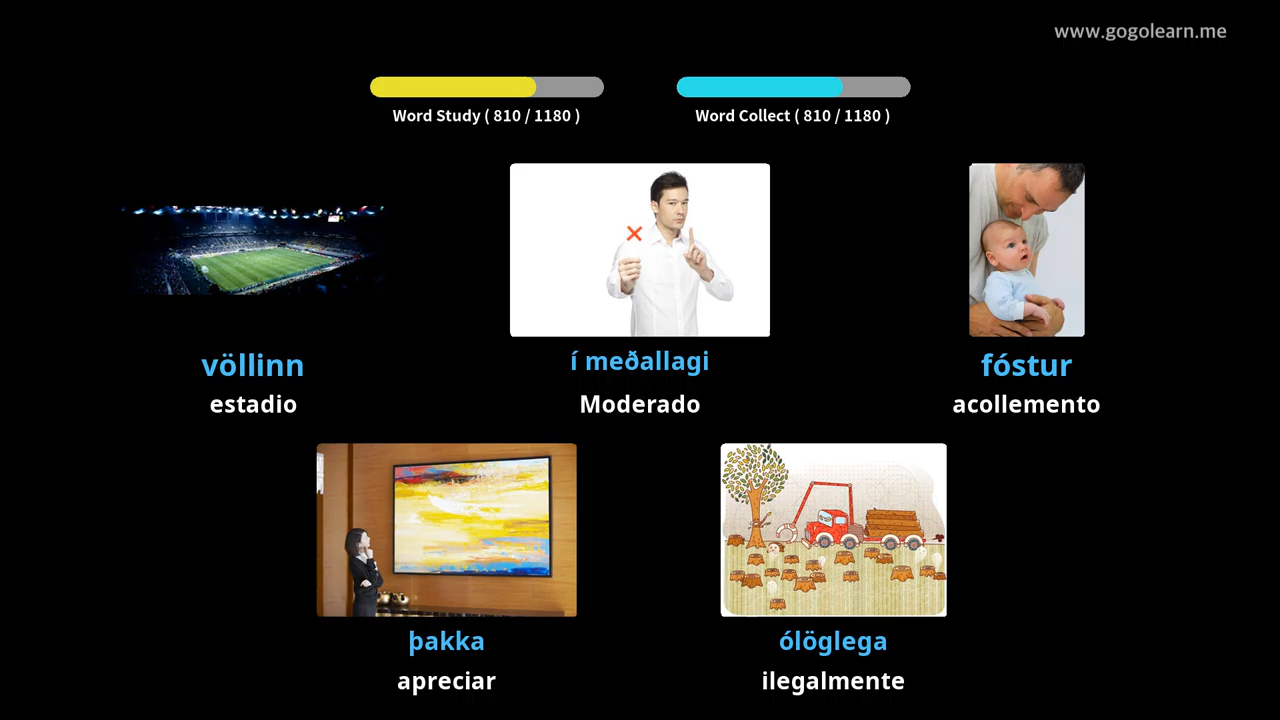 www.gogolearn.me
Word Study ( 810 / 1180 )
Word Collect ( 810 / 1180 )
völlinn
estadio
í meðallagi
Moderado
fóstur
acollemento
þakka
apreciar
ólöglega
ilegalmente